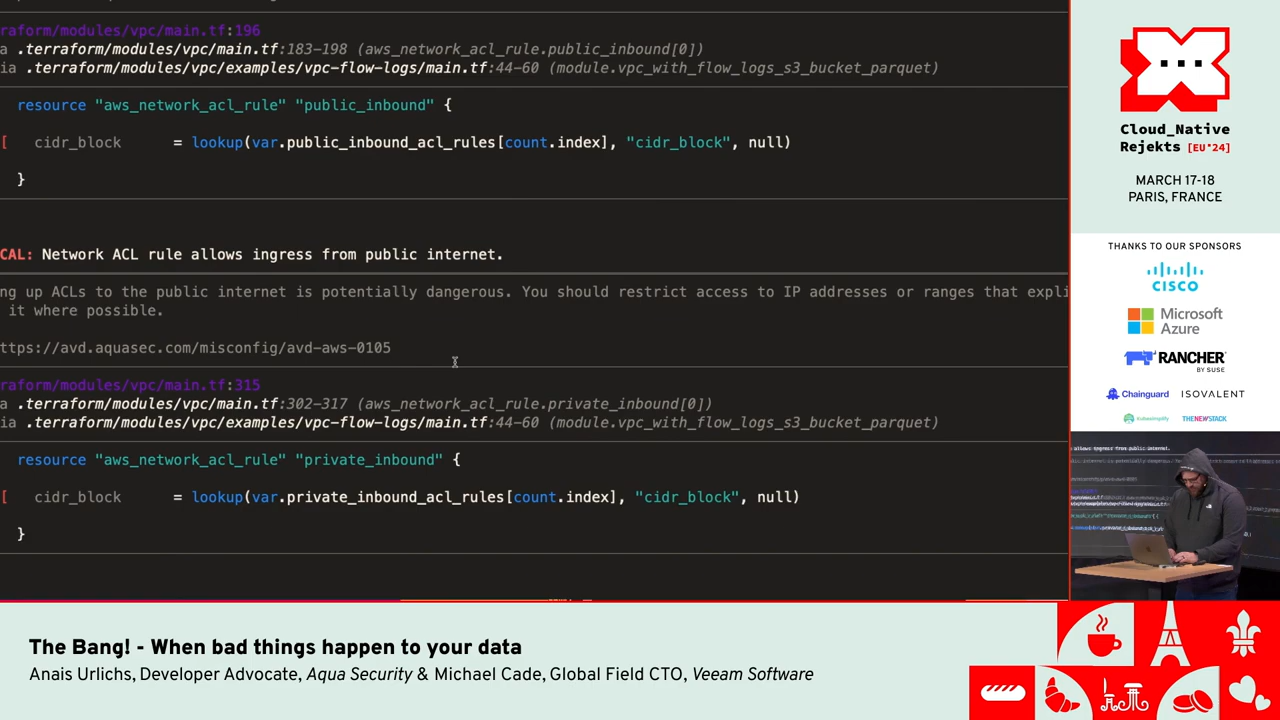 raform/modules/vpc/main.tf:196
a .terraform/modules/vpc/main.tf:183-198 (aws_network_acl_rule.public_inbound[0])
ia .terraform/modules/vpc/examples/vpc-flow-logs/main.tf:44-60 (module.vpc_with_flow_logs_s3_bucket_parquet)
resource "aws_network_acl_rule" "public_inbound" {
[ cidr_block = lookup(var.public_inbound_acl_rules[count.index], "cidr_block", null)
}
CAL: Network ACL rule allows ingress from public internet.
ng up ACLs to the public internet is potentially dangerous. You should restrict access to IP addresses or ranges that expli
it where possible.
ttps://avd.aquasec.com/misconfig/avd-aws-0105
raform/modules/vpc/main.tf:315
a .terraform/modules/vpc/main.tf:302-317 (aws_network_acl_rule.private_inbound[0])
ia .terraform/modules/vpc/examples/vpc-flow-logs/main.tf:44-60 (module.vpc_with_flow_logs_s3_bucket_parquet)
resource "aws_network_acl_rule" "private_inbound" {
[ cidr_block = lookup(var.private_inbound_acl_rules[count.index], "cidr_block", null)
}
Cloud_Native
Rejekts [EU'24]
MARCH 17-18
PARIS, FRANCE
THANKS TO OUR SPONSORS
CISCO
Microsoft
Azure
RANCHER
BY SUSE
Chainguard ISOVALENT
kubesimplify THENEWSTACK
The Bang! - When bad things happen to your data
Anais Urlichs, Developer Advocate, Aqua Security & Michael Cade, Global Field CTO, Veeam Software